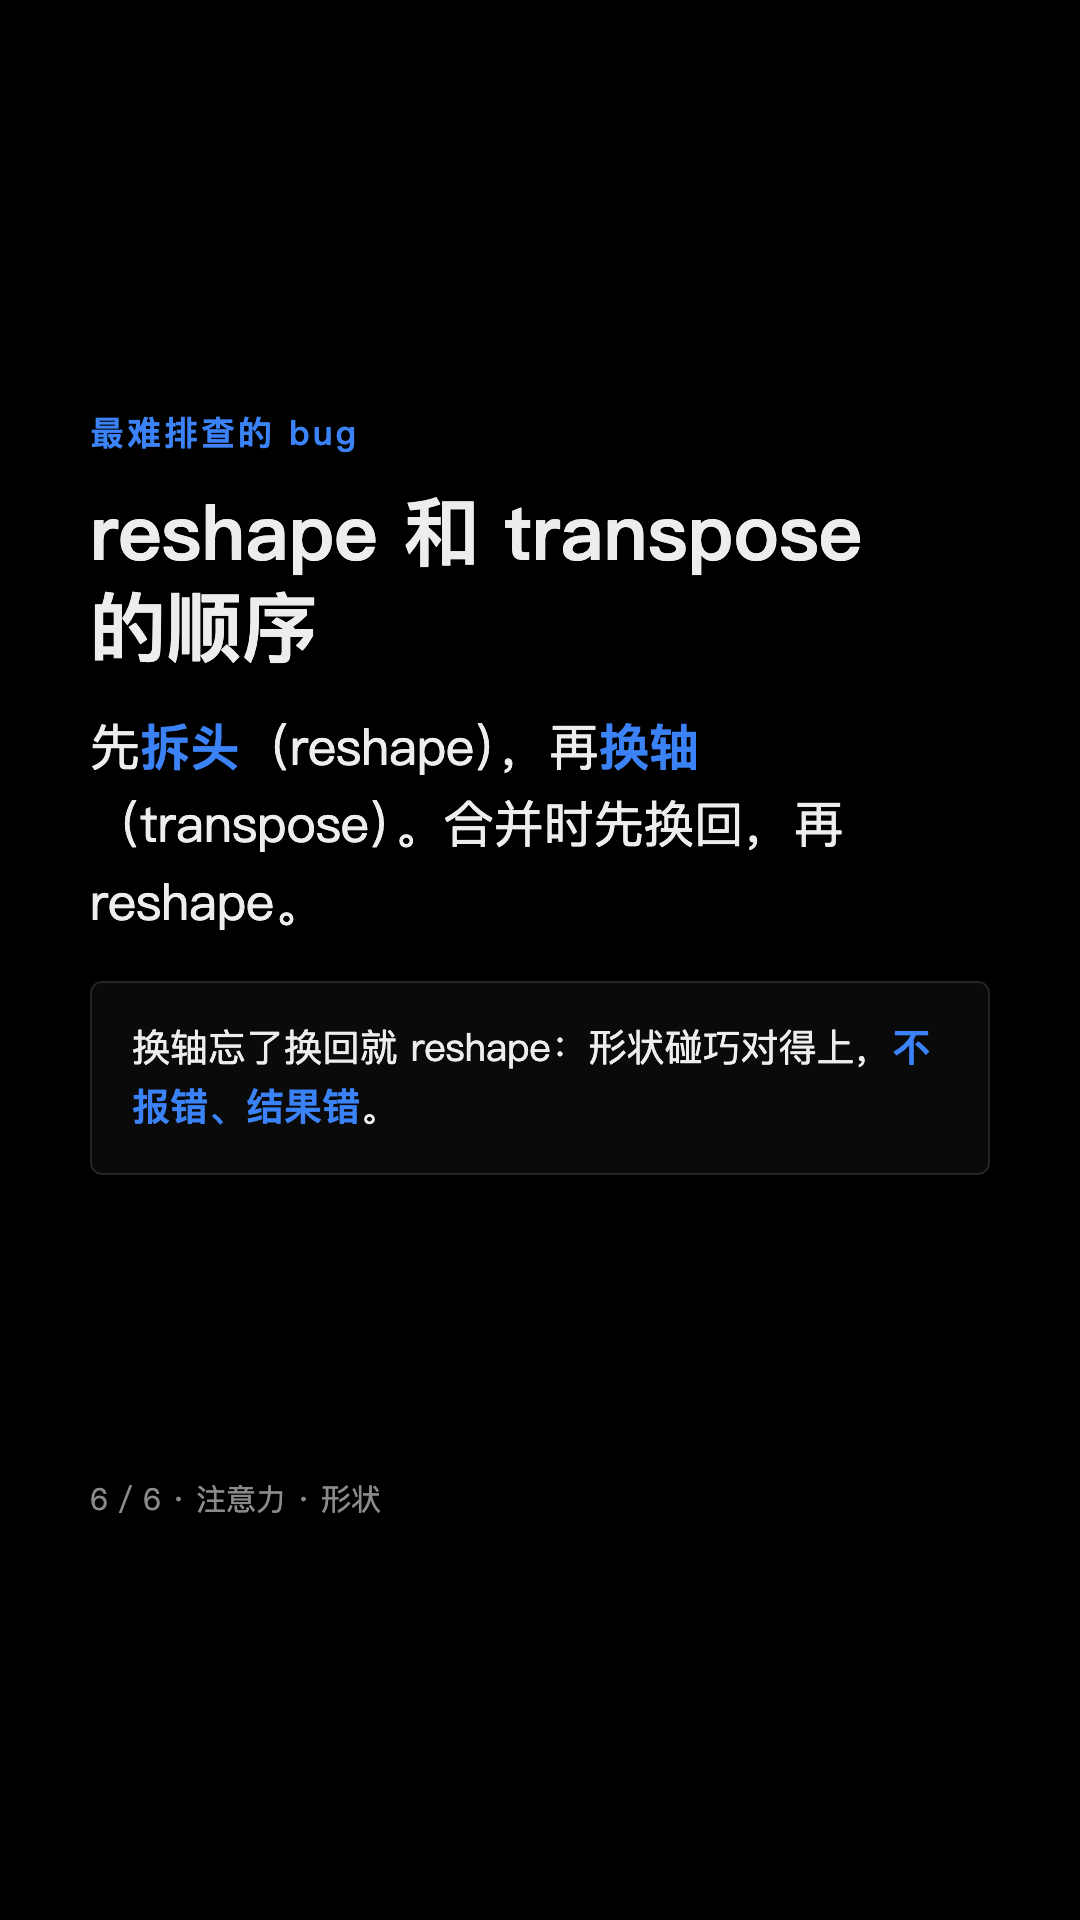 最难排查的 bug
reshape 和 transpose
的顺序
先拆头（reshape），再换轴
（transpose）。合并时先换回，再
reshape。
换轴忘了换回就 reshape：形状碰巧对得上，不
报错、结果错。
6 / 6 · 注意力 · 形状